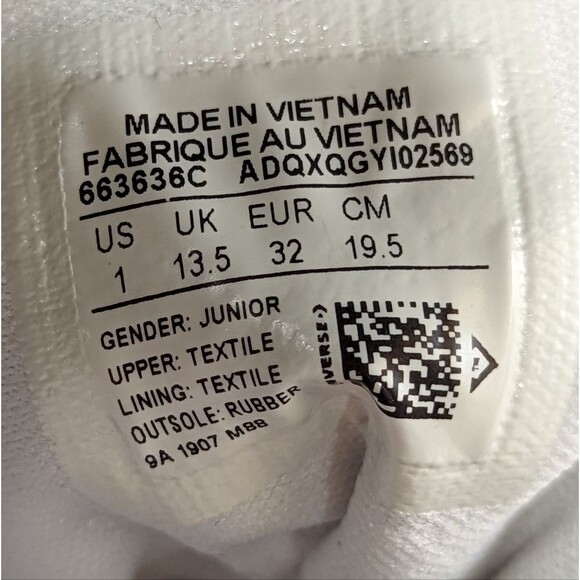 MADE IN VIETNAM
FABRIQUE AU VIETNAM
663636C ADQXQGYI02569
US UK EUR CM
1 13.5 32 19.5
GENDER: JUNIOR
UPPER: TEXTILE
LINING: TEXTILE
OUTSOLE: RUBBER
9A 1907 M88